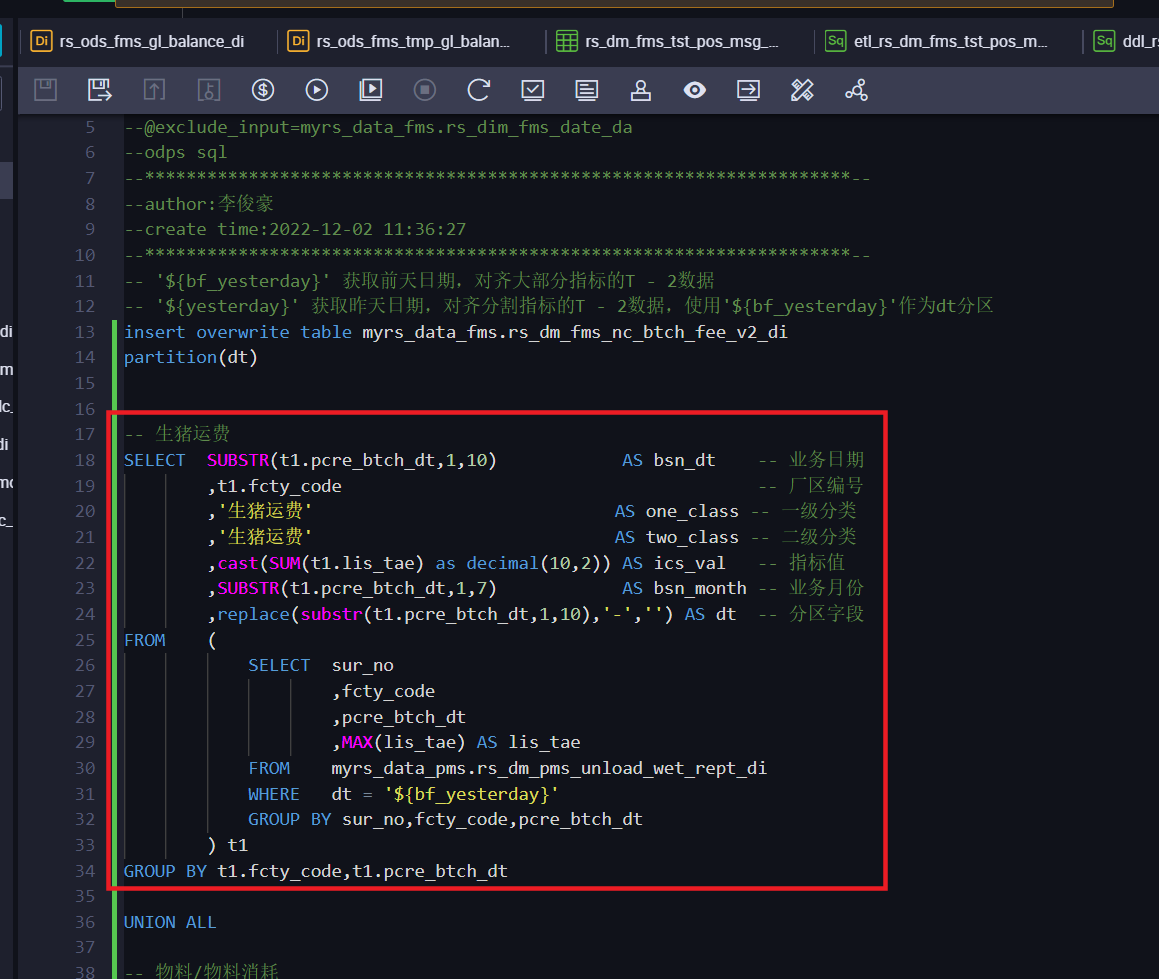 Di rs_ods_fms_gl_balance_di
Di rs_ods_fms_tmp_gl_balan...
rs_dm_fms_tst_pos_msg_...
Sq etl_rs_dm_fms_tst_pos_m...
Sq ddl_r
5 --@exclude_input=myrs_data_fms.rs_dim_fms_date_da
6 --odps sql
7 --********************************************************************--
8 --author:李俊豪
9 --create time:2022-12-02 11:36:27
10 --********************************************************************--
11 -- '${bf_yesterday}' 获取前天日期，对齐大部分指标的T - 2数据
12 -- '${yesterday}' 获取昨天日期，对齐分割指标的T - 2数据，使用'${bf_yesterday}'作为dt分区
13 insert overwrite table myrs_data_fms.rs_dm_fms_nc_btch_fee_v2_di
14 partition(dt)
15
16
17 -- 生猪运费
18 SELECT  SUBSTR(t1.pcre_btch_dt,1,10) AS bsn_dt -- 业务日期
19 ,t1.fcty_code -- 厂区编号
20 ,'生猪运费' AS one_class -- 一级分类
21 ,'生猪运费' AS two_class -- 二级分类
22 ,cast(SUM(t1.lis_tae) as decimal(10,2)) AS ics_val -- 指标值
23 ,SUBSTR(t1.pcre_btch_dt,1,7) AS bsn_month -- 业务月份
24 ,replace(substr(t1.pcre_btch_dt,1,10),'-','') AS dt -- 分区字段
25 FROM (
26 SELECT  sur_no
27 ,fcty_code
28 ,pcre_btch_dt
29 ,MAX(lis_tae) AS lis_tae
30 FROM myrs_data_pms.rs_dm_pms_unload_wet_rept_di
31 WHERE dt = '${bf_yesterday}'
32 GROUP BY sur_no,fcty_code,pcre_btch_dt
33 ) t1
34 GROUP BY t1.fcty_code,t1.pcre_btch_dt
35
36 UNION ALL
37
38 -- 物料/物料消耗